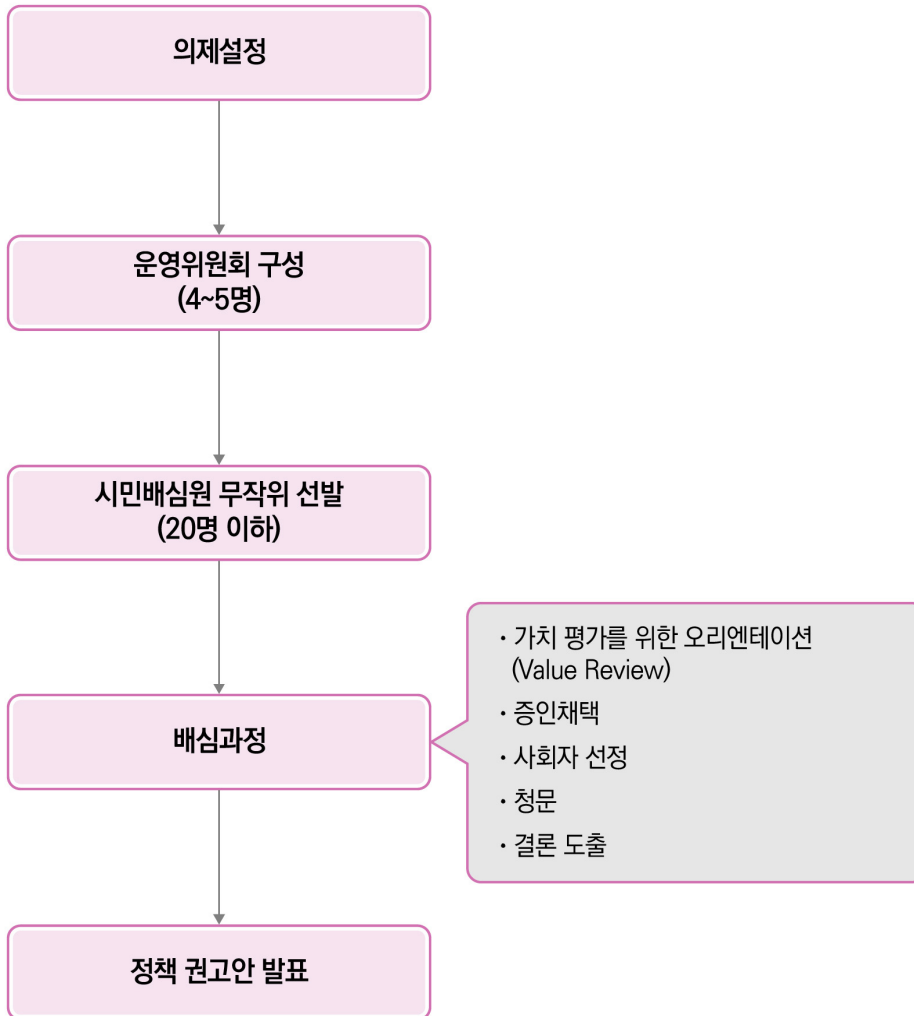 의제설정
운영위원회 구성
(4~5명)
시민배심원 무작위 선발
(20명 이하)
배심과정
· 가치 평가를 위한 오리엔테이션
(Value Review)
· 증인채택
· 사회자 선정
· 청문
· 결론 도출
정책 권고안 발표